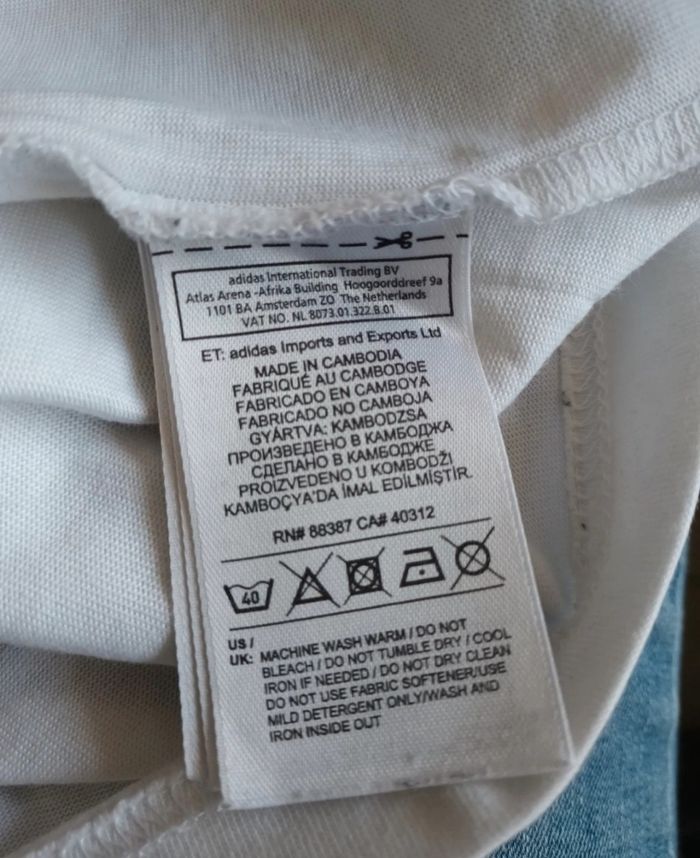 adidas International Trading BV
Atlas Arena -Afrika Building Hoogoorddreef 9a
1101 BA Amsterdam ZO The Netherlands
VAT NO. NL 8073.01.322.B.01
ET: adidas Imports and Exports Ltd
MADE IN CAMBODIA
FABRIQUÉ AU CAMBODGE
FABRICADO EN CAMBOYA
FABRICADO NO CAMBOJA
GYÁRTVA: KAMBODZSA
ПРОИЗВЕДЕНО В КАМБОДЖА
СДЕЛАНО В КАМБОДЖЕ
PROIZVEDENO U KOMBODŽI
KAMBOÇYA'DA İMAL EDİLMİŞTİR.
RN# 88387 CA# 40312
40
US /
UK: MACHINE WASH WARM / DO NOT
BLEACH / DO NOT TUMBLE DRY / COOL
IRON IF NEEDED / DO NOT DRY CLEAN
DO NOT USE FABRIC SOFTENER/USE
MILD DETERGENT ONLY/WASH AND
IRON INSIDE OUT